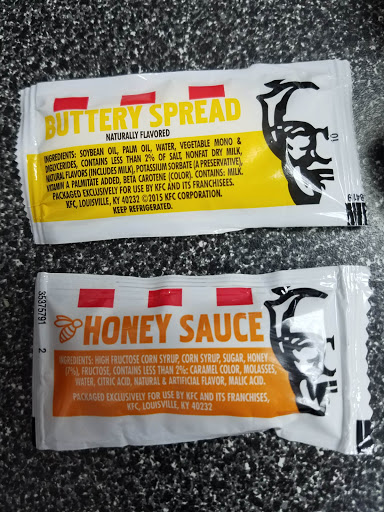 BUTTERY SPREAD
NATURALLY FLAVORED
INGREDIENTS: SOYBEAN OIL, PALM OIL, WATER, VEGETABLE MONO &
DIGLYCERIDES, CONTAINS LESS THAN 2% OF SALT, NONFAT DRY MILK,
NATURAL FLAVORS (INCLUDES MILK), POTASSIUM SORBATE (A PRESERVATIVE),
VITAMIN A PALMITATE ADDED, BETA CAROTENE (COLOR). CONTAINS: MILK.
PACKAGED EXCLUSIVELY FOR USE BY KFC AND ITS FRANCHISEES.
KFC, LOUISVILLE, KY 40232 ©2015 KFC CORPORATION.
KEEP REFRIGERATED.
35375791 2
HONEY SAUCE
INGREDIENTS: HIGH FRUCTOSE CORN SYRUP, CORN SYRUP, SUGAR, HONEY
(7%), FRUCTOSE, CONTAINS LESS THAN 2%: CARAMEL COLOR, MOLASSES,
WATER, CITRIC ACID, NATURAL & ARTIFICIAL FLAVOR, MALIC ACID.
PACKAGED EXCLUSIVELY FOR USE BY KFC AND ITS FRANCHISES,
KFC, LOUISVILLE, KY 40232